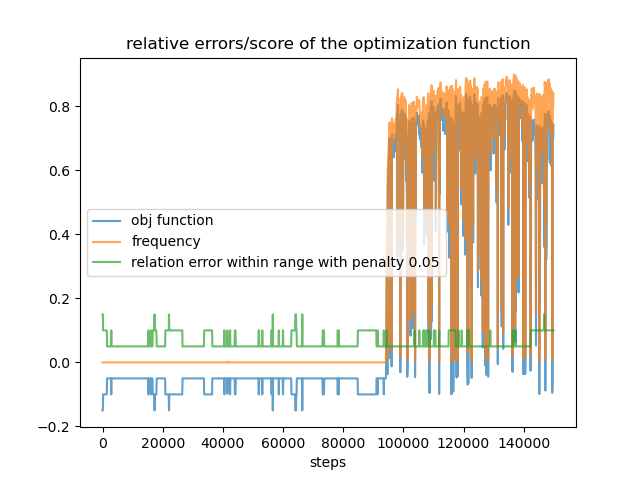 relative errors/score of the optimization function
0.8
0.6
0.4
0.2
0.0
−0.2
obj function
frequency
relation error within range with penalty 0.05
0 20000 40000 60000 80000 100000 120000 140000
steps